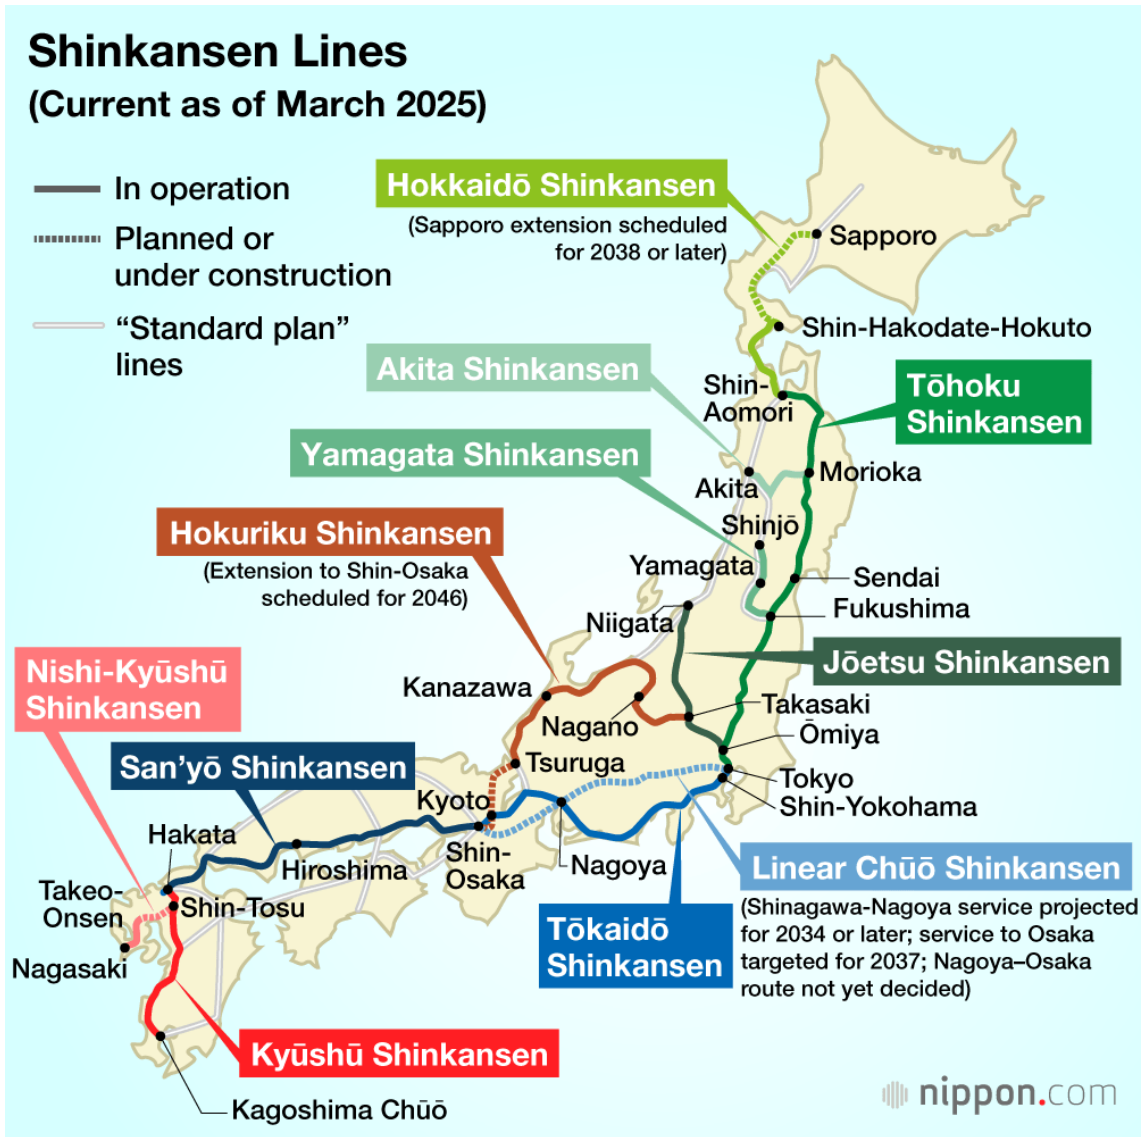 Shinkansen Lines
(Current as of March 2025)
In operation
Planned or
under construction
“Standard plan”
lines
Hokkaidō Shinkansen
(Sapporo extension scheduled
for 2038 or later)
Sapporo
Shin-Hakodate-Hokuto
Akita Shinkansen
Shin-
Aomori
Tōhoku
Shinkansen
Yamagata Shinkansen
Akita
Morioka
Shinjō
Hokuriku Shinkansen
(Extension to Shin-Osaka
scheduled for 2046)
Yamagata
Sendai
Fukushima
Niigata
Jōetsu Shinkansen
Nishi-Kyūshū
Shinkansen
Kanazawa
Nagano
Takasaki
Ōmiya
San’yō Shinkansen
Tsuruga
Tokyo
Shin-Yokohama
Kyoto
Hakata
Hiroshima
Shin-
Osaka
Nagoya
Linear Chūō Shinkansen
(Shinagawa-Nagoya service projected
for 2034 or later; service to Osaka
targeted for 2037; Nagoya–Osaka
route not yet decided)
Takeo-
Onsen
Shin-Tosu
Tōkaidō
Shinkansen
Nagasaki
Kyūshū Shinkansen
Kagoshima Chūō
nippon.com